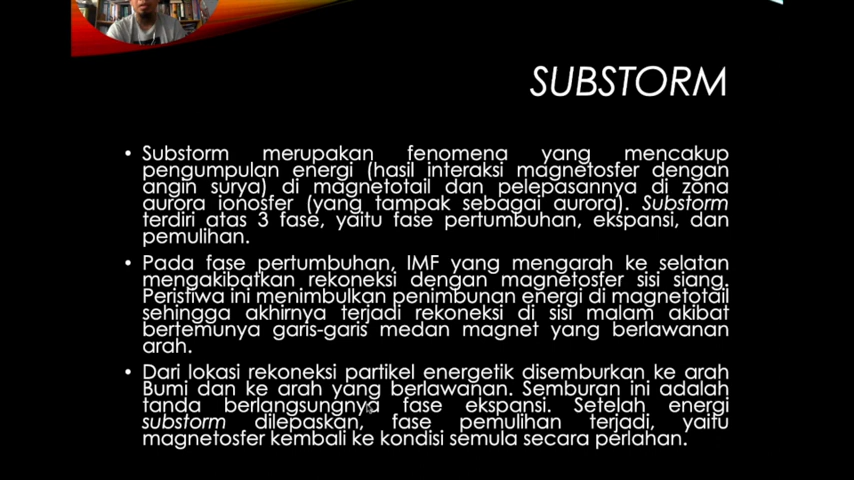 SUBSTORM
• Substorm merupakan fenomena yang mencakup
pengumpulan energi (hasil interaksi magnetosfer dengan
angin surya) di magnetotail dan pelepasannya di zona
aurora ionosfer (yang tampak sebagai aurora). Substorm
terdiri atas 3 fase, yaitu fase pertumbuhan, ekspansi, dan
pemulihan.
• Pada fase pertumbuhan, IMF yang mengarah ke selatan
mengakibatkan rekoneksi dengan magnetosfer sisi siang.
Peristiwa ini menimbulkan penimbunan energi di magnetotail
sehingga akhirnya terjadi rekoneksi di sisi malam akibat
bertemunya garis-garis medan magnet yang berlawanan
arah.
• Dari lokasi rekoneksi partikel energetik disemburkan ke arah
Bumi dan ke arah yang berlawanan. Semburan ini adalah
tanda berlangsungnya fase ekspansi. Setelah energi
substorm dilepaskan, fase pemulihan terjadi, yaitu
magnetosfer kembali ke kondisi semula secara perlahan.